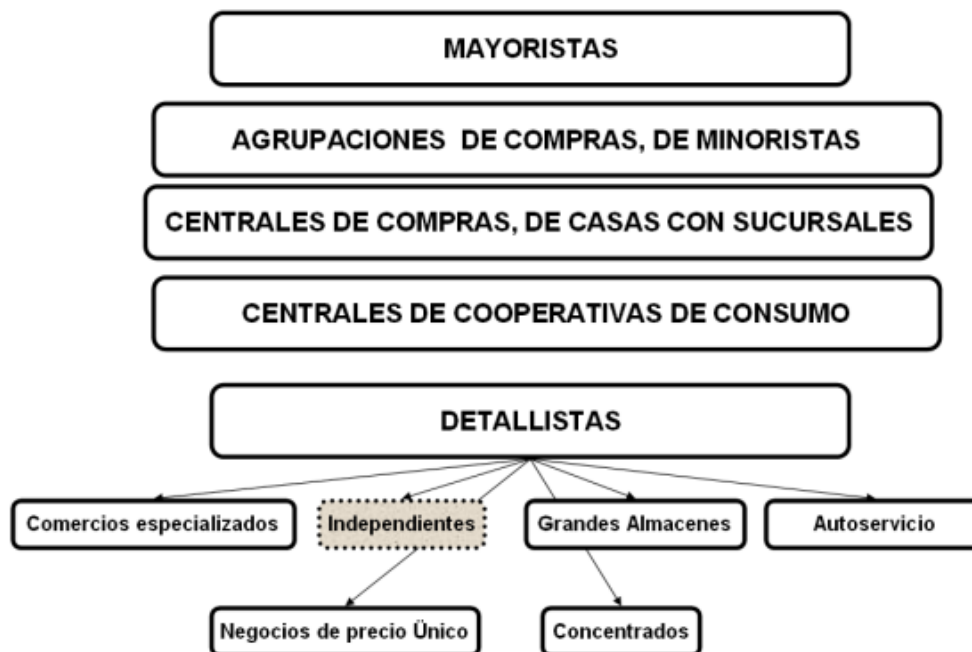 MAYORISTAS
AGRUPACIONES DE COMPRAS, DE MINORISTAS
CENTRALES DE COMPRAS, DE CASAS CON SUCURSALES
CENTRALES DE COOPERATIVAS DE CONSUMO
DETALLISTAS
Comercios especializados
Independientes
Grandes Almacenes
Autoservicio
Negocios de precio Ünico
Concentrados